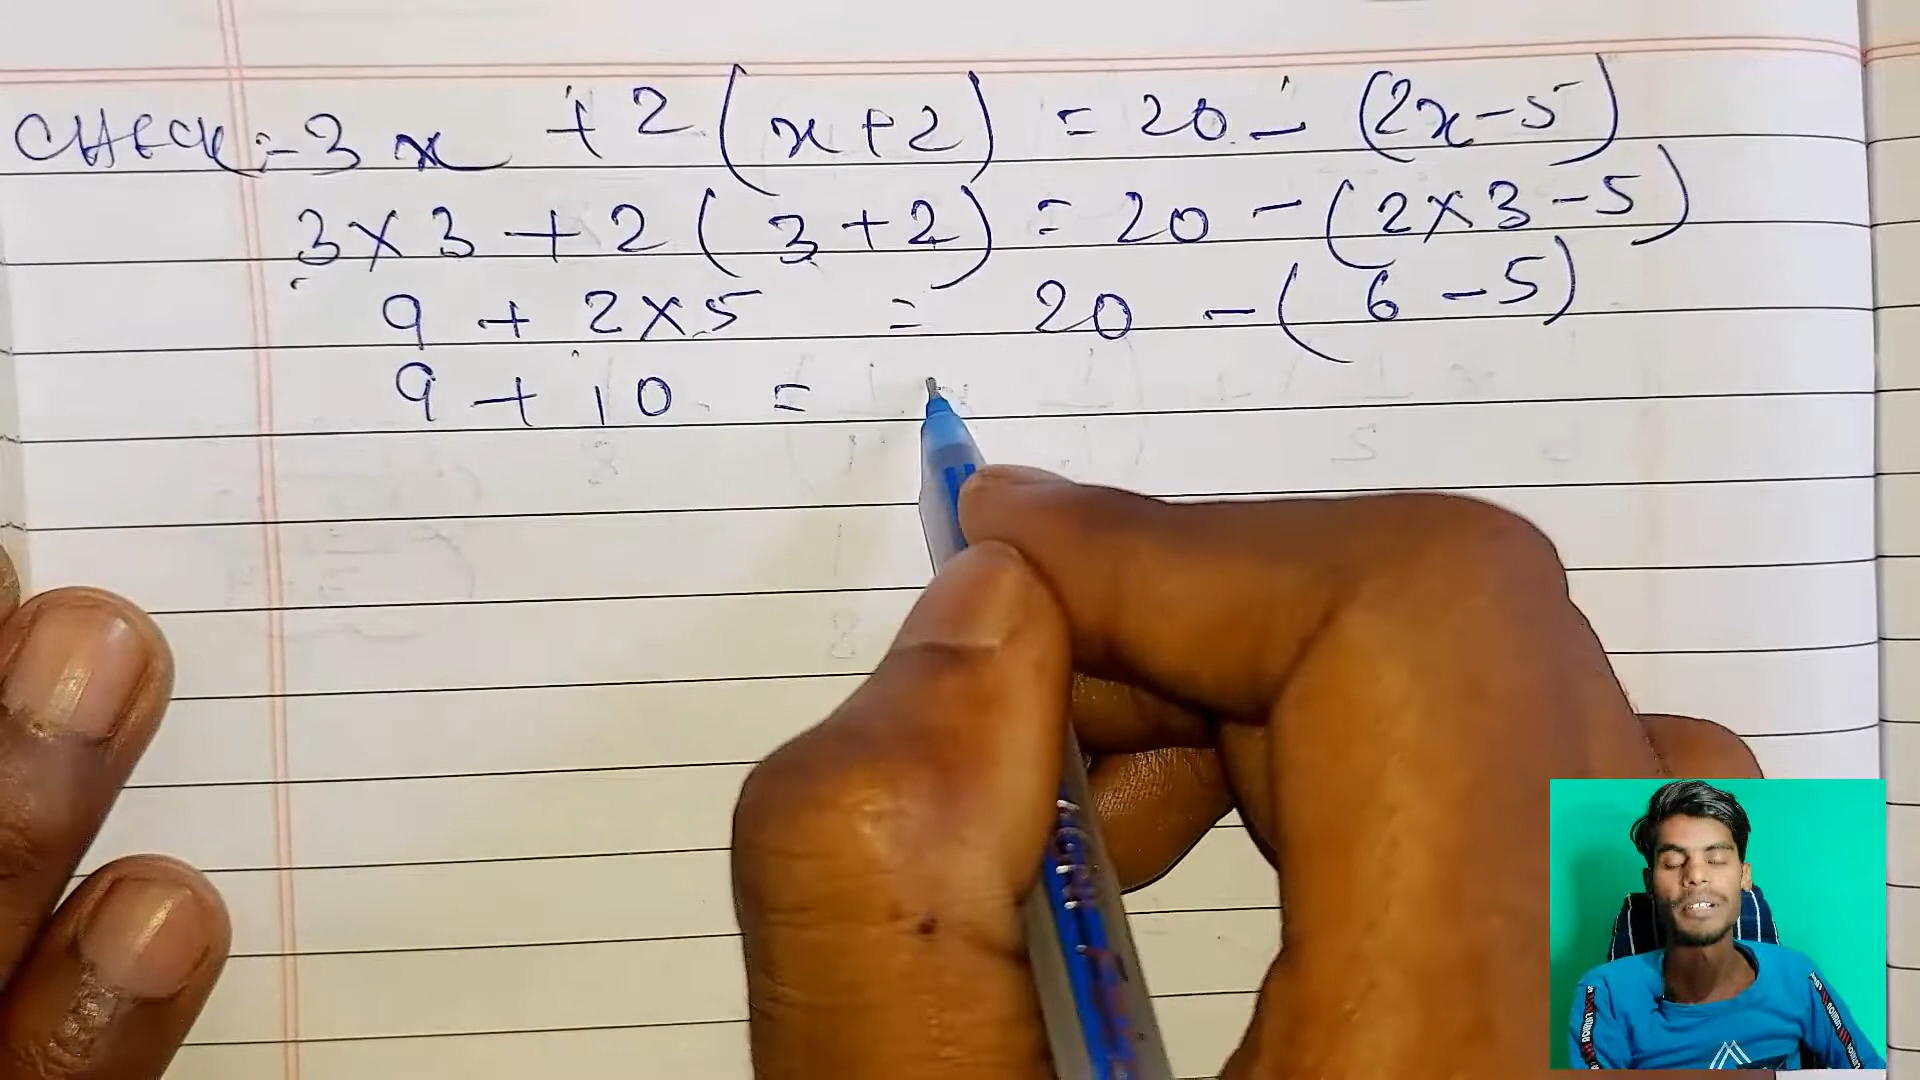 CHECK:- 3x + 2(x+2) = 20 - (2x-5)
3×3 + 2(3+2) = 20 - (2×3-5)
9 + 2×5 = 20 - (6-5)
9 + 10 =